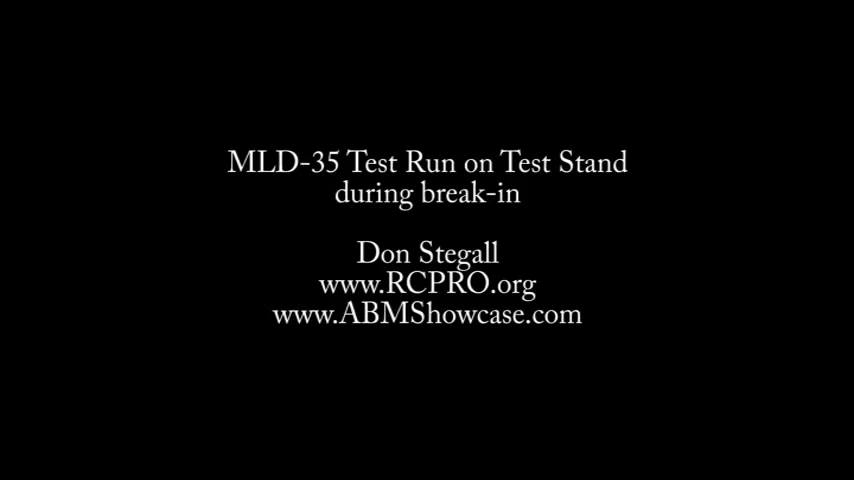 MLD-35 Test Run on Test Stand
during break-in
Don Stegall
www.RCPRO.org
www.ABMShowcase.com